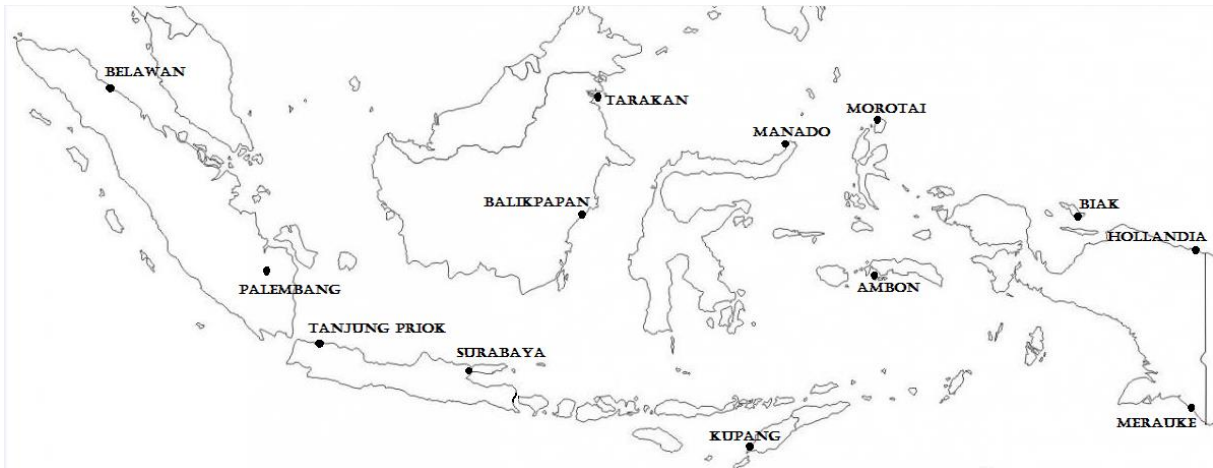 BELAWAN
TARAKAN
MOROTAI
MANADO
BALIKPAPAN
BIAK
HOLLANDIA
PALEMBANG
AMBON
TANJUNG PRIOK
SURABAYA
MERAUKE
KUPANG